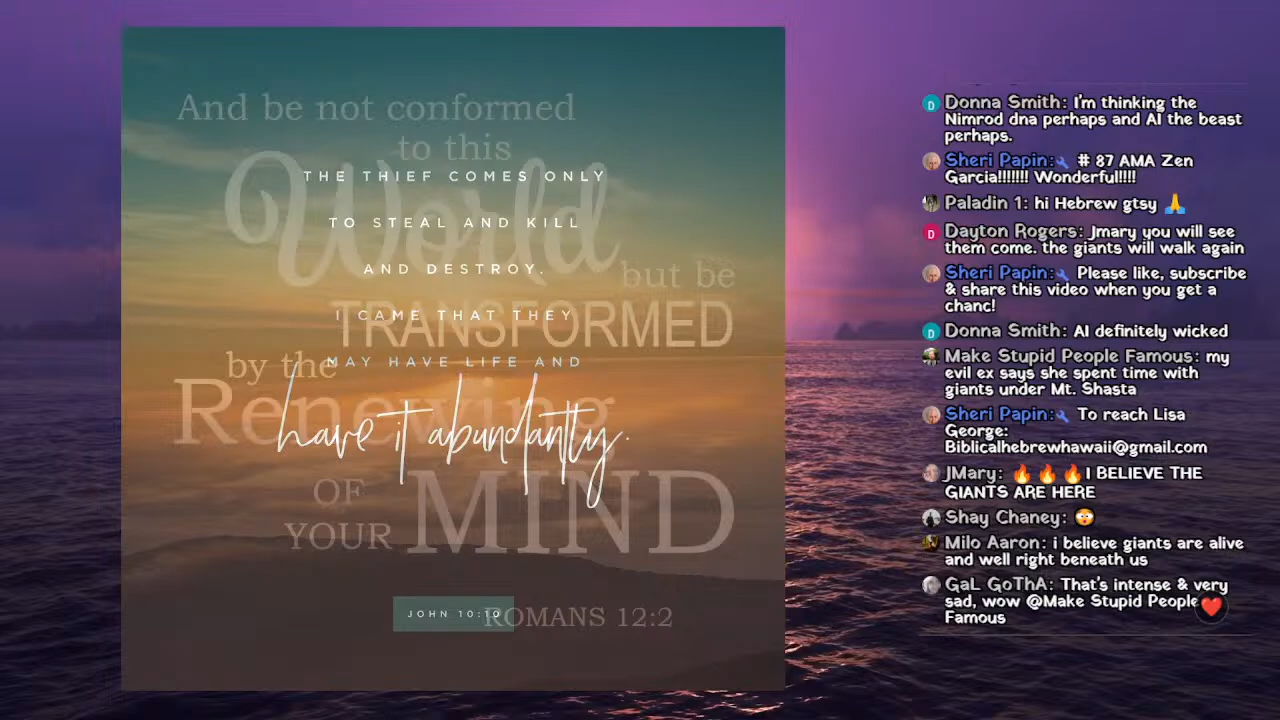 And be not conformed
to this
World
but be
TRANSFORMED
by the
Renewing
OF
YOUR MIND
ROMANS 12:2
THE THIEF COMES ONLY
TO STEAL AND KILL
AND DESTROY.
I CAME THAT THEY
MAY HAVE LIFE AND
have it abundantly.
JOHN 10:10
D Donna Smith: I'm thinking the
Nimrod dna perhaps and AI the beast
perhaps.
Sheri Papin: # 87 AMA Zen
Garcia!!!!!!! Wonderful!!!!
Paladin 1: hi Hebrew gtsy 🙏
D Dayton Rogers: Jmary you will see
them come. the giants will walk again
Sheri Papin: Please like, subscribe
& share this video when you get a
chanc!
D Donna Smith: AI definitely wicked
Make Stupid People Famous: my
evil ex says she spent time with
giants under Mt. Shasta
Sheri Papin: To reach Lisa
George:
Biblicalhebrewhawaii@gmail.com
JMary: 🔥🔥🔥I BELIEVE THE
GIANTS ARE HERE
Shay Chaney: 😳
Milo Aaron: i believe giants are alive
and well right beneath us
GaL GoThA: That's intense & very
sad, wow @Make Stupid People
Famous